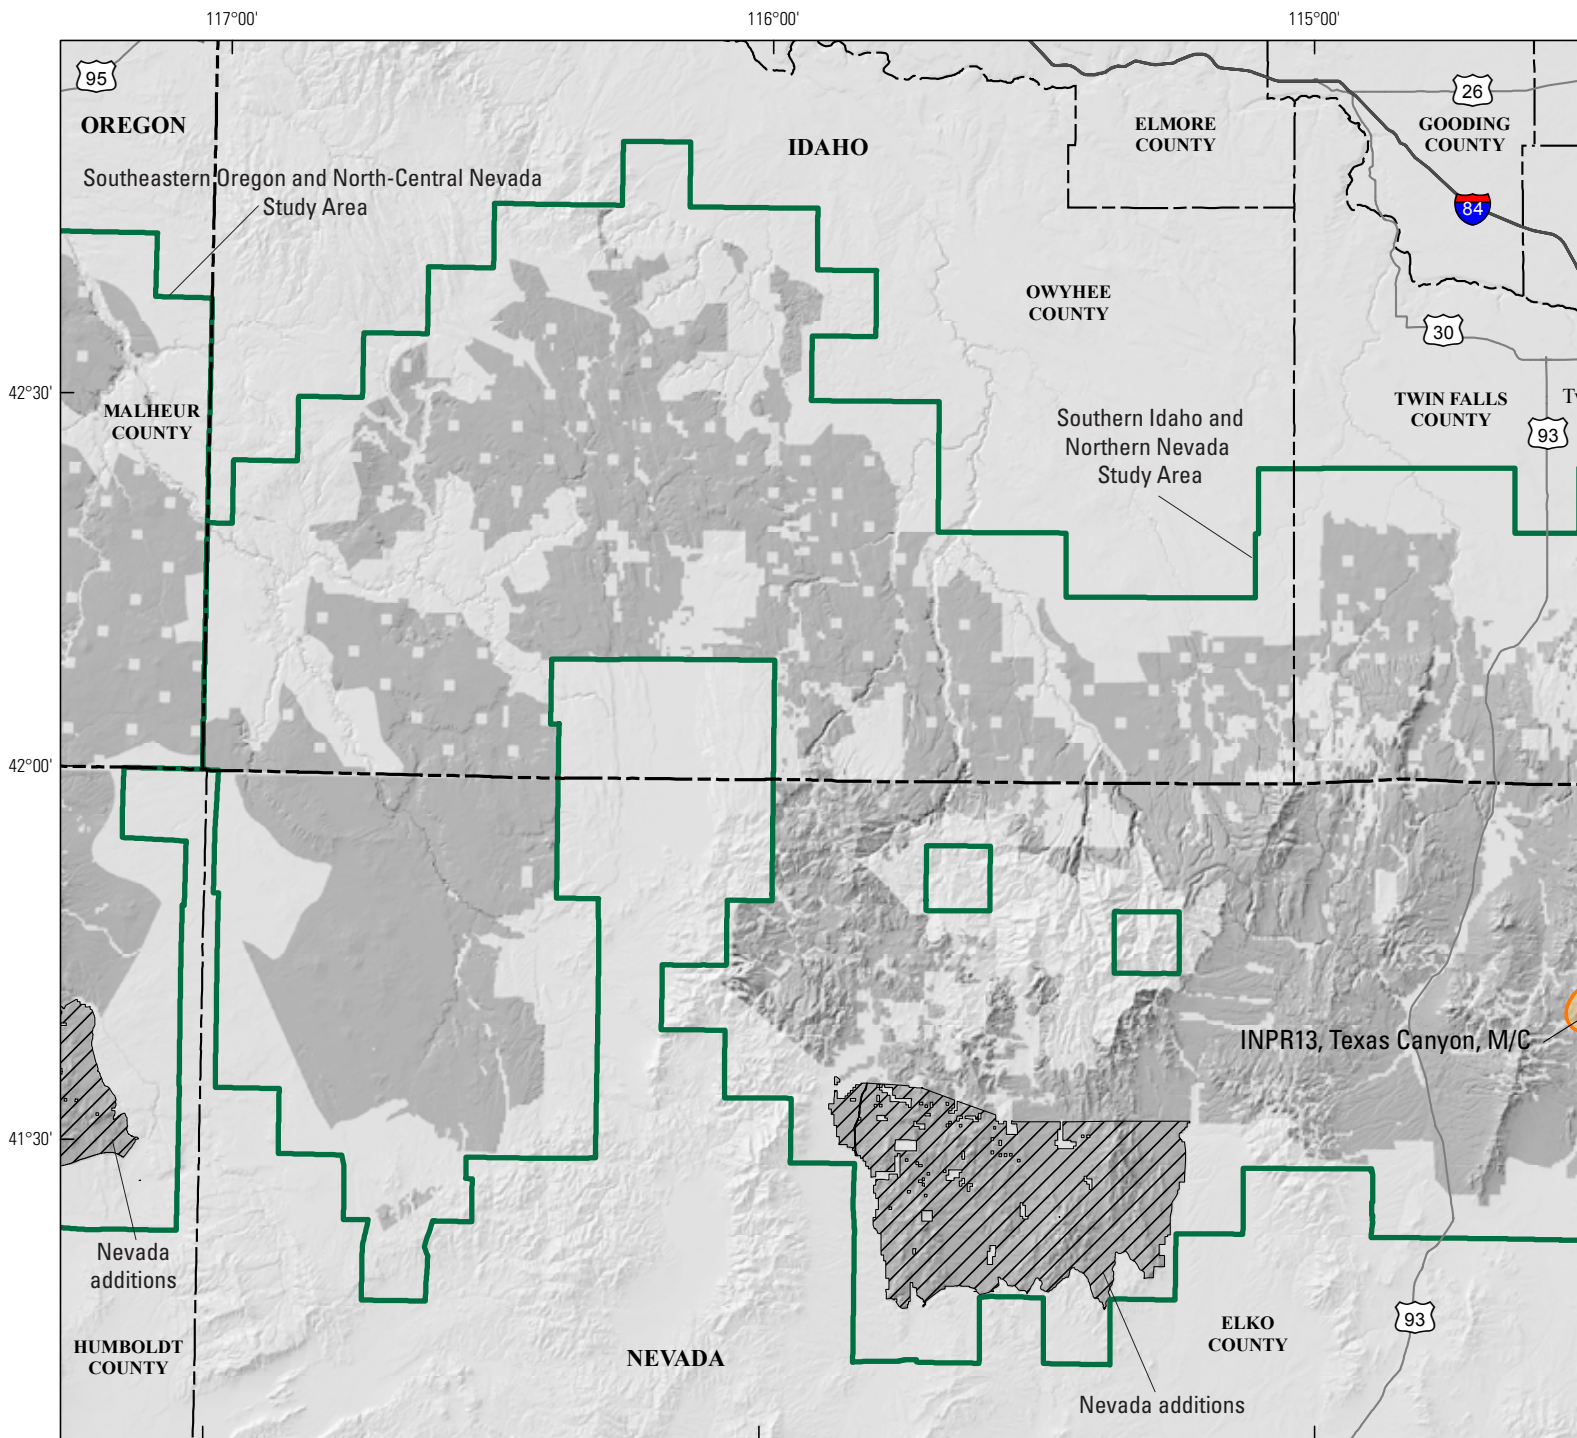 117°00'
116°00'
115°00'
95
26
OREGON
IDAHO
ELMORE
COUNTY
GOODING
COUNTY
Southeastern Oregon and North-Central Nevada
Study Area
84
OWYHEE
COUNTY
30
42°30'
MALHEUR
COUNTY
Southern Idaho and
Northern Nevada
Study Area
TWIN FALLS
COUNTY
93
42°00'
INPR13, Texas Canyon, M/C
41°30'
Nevada
additions
HUMBOLDT
COUNTY
NEVADA
ELKO
COUNTY
93
Nevada additions